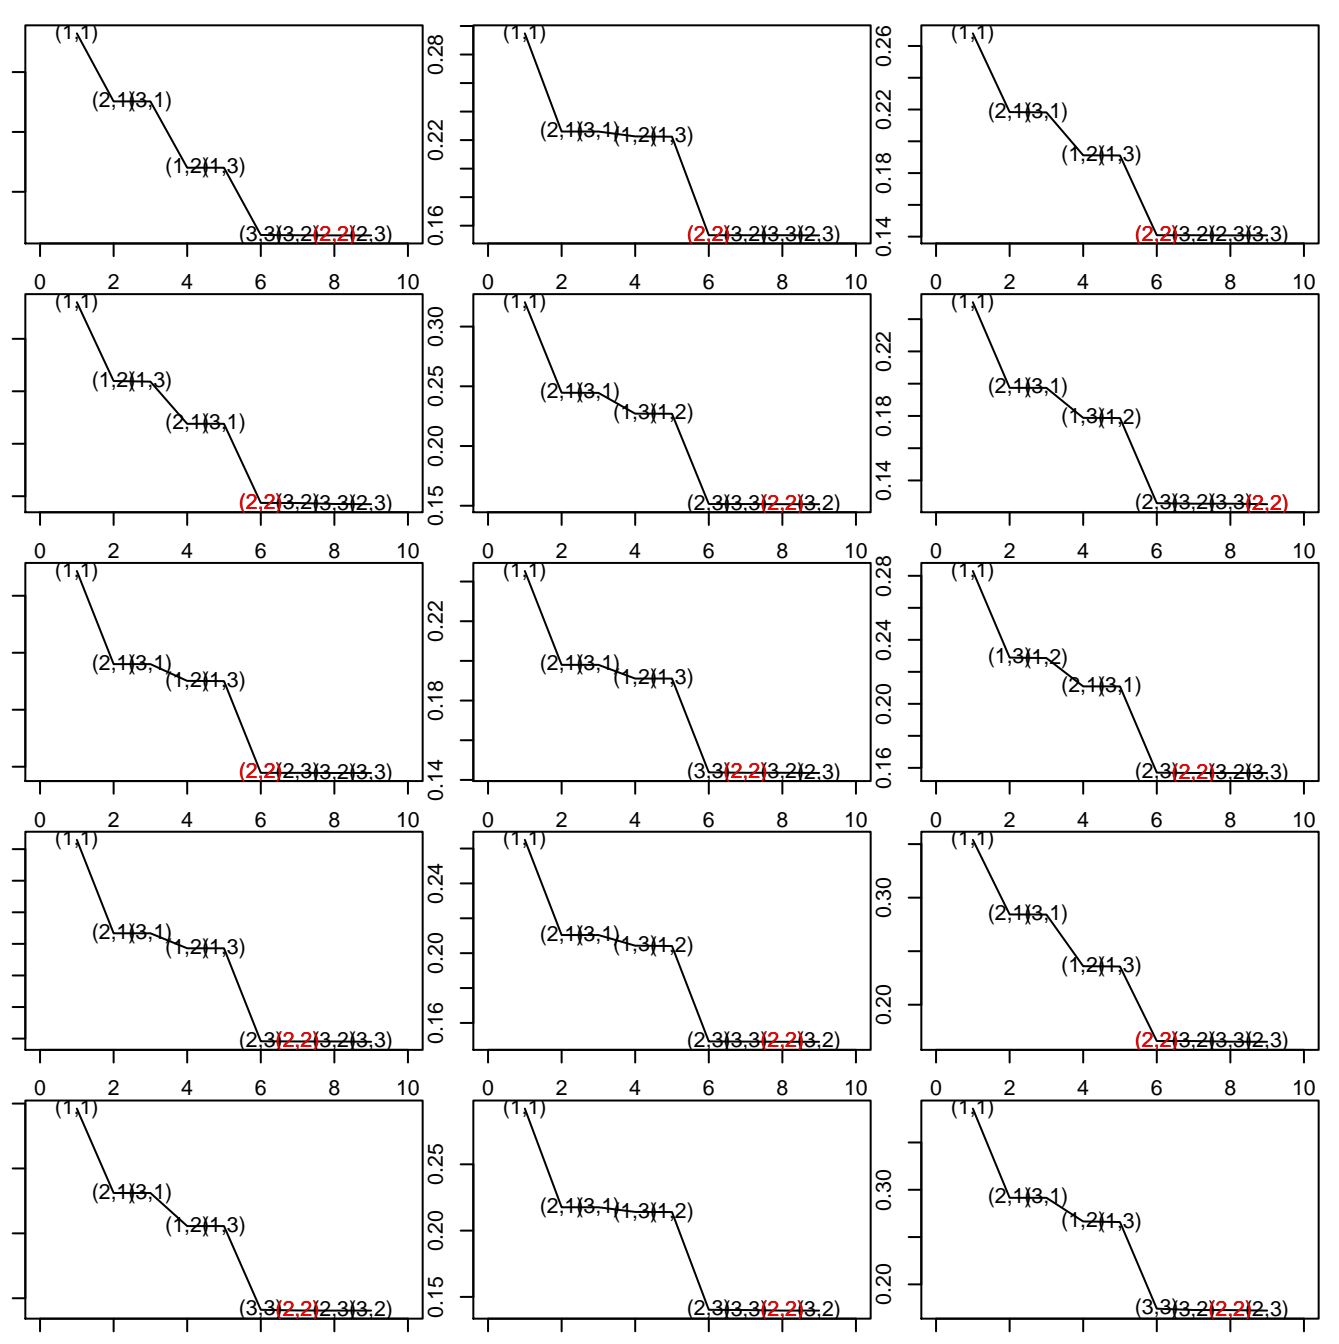 (1,1) (1,1) (1,1)
0.28 0.26
(2,1) (3,1) (2,1) (3,1) (1,2) (1,3) (2,1) (3,1)
0.22 0.22
(1,2) (1,3) (1,2) (1,3)
0.18
(3,3) (3,2) (2,2) (2,3) 0.16 (2,2) (3,2) (3,3) (2,3) 0.14 (2,2) (3,2) (2,3) (3,3)
0 2 4 6 8 10 0 2 4 6 8 10 0 2 4 6 8 10
(1,1) (1,1) (1,1)
0.30
0.22
(1,2) (1,3) 0.25 (2,1) (3,1) (2,1) (3,1)
(2,1) (3,1) (1,3) (1,2) 0.18 (1,3) (1,2)
0.20
0.14
(2,2) (3,2) (3,3) (2,3) 0.15 (2,3) (3,3) (2,2) (3,2) (2,3) (3,2) (3,3) (2,2)
0 2 4 6 8 10 0 2 4 6 8 10 0 2 4 6 8 10
(1,1) (1,1) (1,1) 0.28
0.22 0.24
(2,1) (3,1) (2,1) (3,1) (1,3) (1,2)
(1,2) (1,3) (1,2) (1,3) (2,1) (3,1)
0.18 0.20
(2,2) (2,3) (3,2) (3,3) 0.14 (3,3) (2,2) (3,2) (2,3) 0.16 (2,3) (2,2) (3,2) (3,3)
0 2 4 6 8 10 0 2 4 6 8 10 0 2 4 6 8 10
(1,1) (1,1) (1,1)
0.24 0.30
(2,1) (3,1) (2,1) (3,1) (2,1) (3,1)
(1,2) (1,3) 0.20 (1,3) (1,2) (1,2) (1,3)
0.16 0.20
(2,3) (2,2) (3,2) (3,3) (2,3) (3,3) (2,2) (3,2) (2,2) (3,2) (3,3) (2,3)
0 2 4 6 8 10 0 2 4 6 8 10 0 2 4 6 8 10
(1,1) (1,1) (1,1)
0.25 0.30
(2,1) (3,1) (2,1) (3,1) (1,3) (1,2) (2,1) (3,1)
(1,2) (1,3) 0.20 (1,2) (1,3)
0.15 0.20
(3,3) (2,2) (2,3) (3,2) (2,3) (3,3) (2,2) (3,2) (3,3) (3,2) (2,2) (2,3)